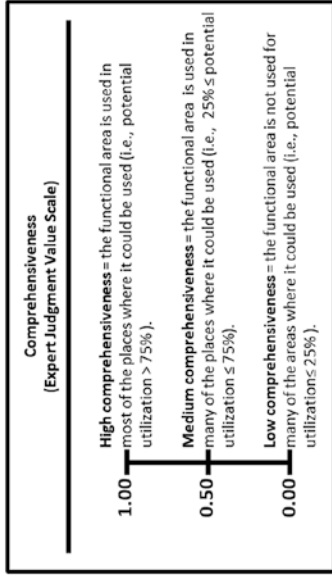 Comprehensiveness
(Expert Judgment Value Scale)
High comprehensiveness = the functional area is used in
1.00 most of the places where it could be used (i.e., potential
utilization > 75%).
Medium comprehensiveness = the functional area is used in
0.50 many of the places where it could be used (i.e., 25% ≤ potential
utilization ≤ 75%).
Low comprehensiveness = the functional area is not used for
0.00 many of the areas where it could be used (i.e., potential
utilization≤ 25%).